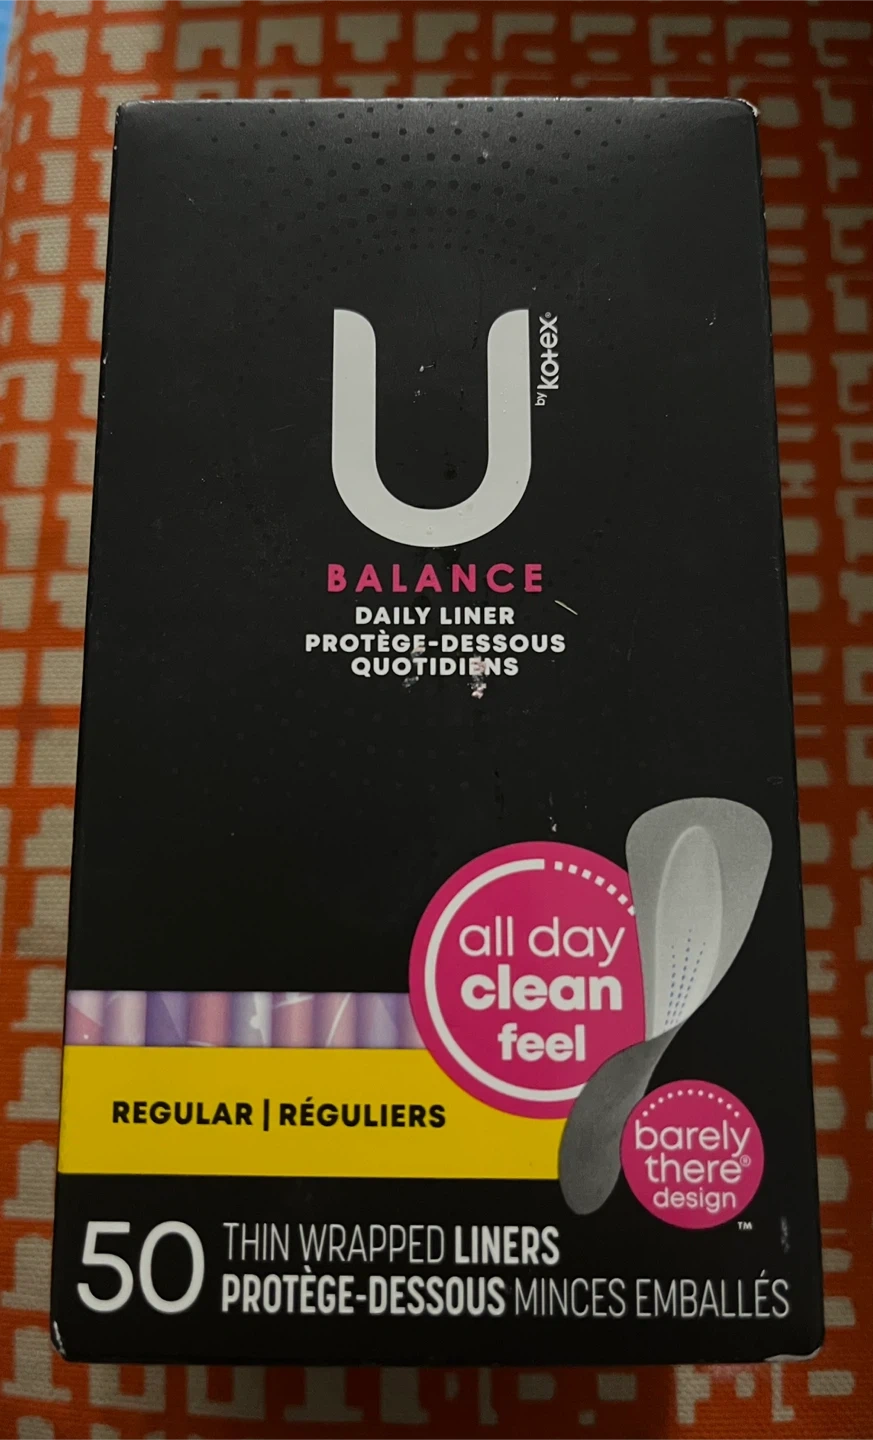 U
by kotex®
BALANCE
DAILY LINER
PROTÈGE-DESSOUS
QUOTIDIENS
all day
clean
feel
REGULAR | RÉGULIERS
barely
there®
design
™
50
THIN WRAPPED LINERS
PROTÈGE-DESSOUS MINCES EMBALLÉS